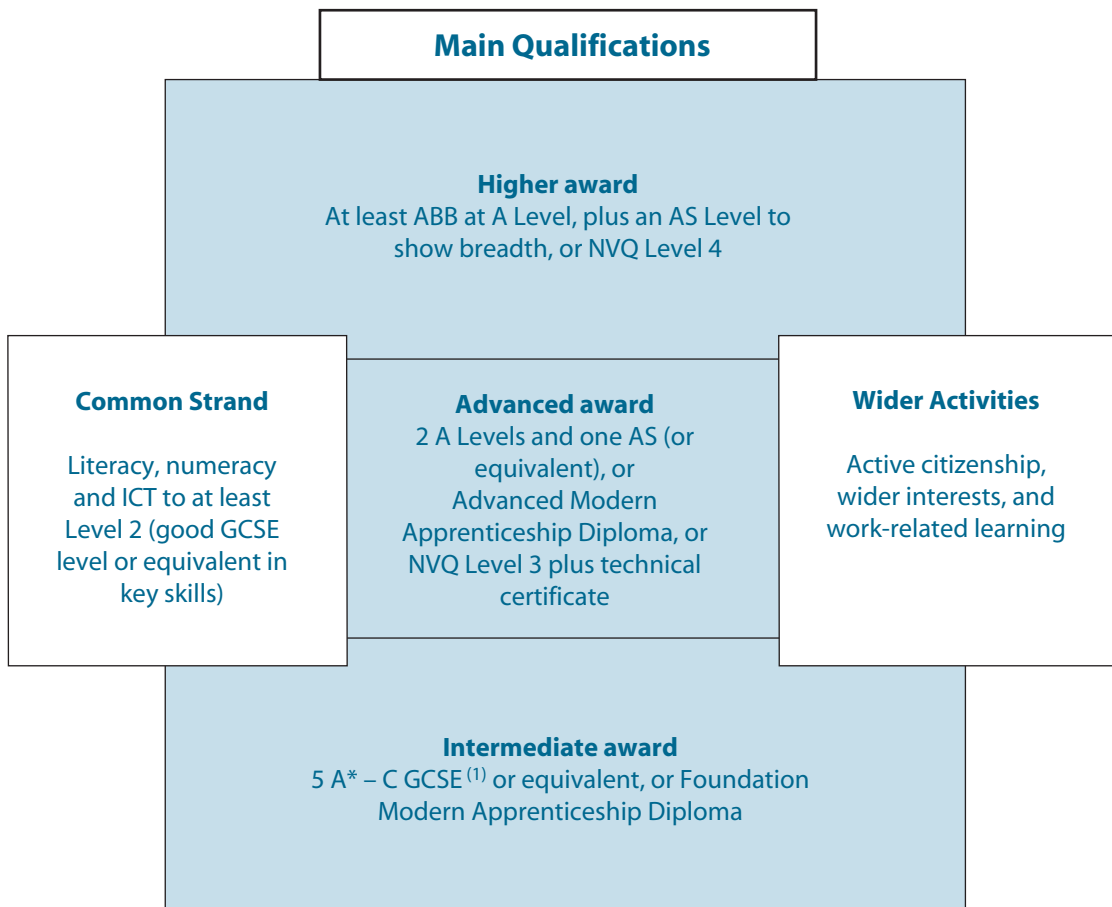 Main Qualifications
Higher award
At least ABB at A Level, plus an AS Level to
show breadth, or NVQ Level 4
Common Strand
Literacy, numeracy
and ICT to at least
Level 2 (good GCSE
level or equivalent in
key skills)
Advanced award
2 A Levels and one AS (or
equivalent), or
Advanced Modern
Apprenticeship Diploma, or
NVQ Level 3 plus technical
certificate
Wider Activities
Active citizenship,
wider interests, and
work-related learning
Intermediate award
5 A* – C GCSE (1) or equivalent, or Foundation
Modern Apprenticeship Diploma